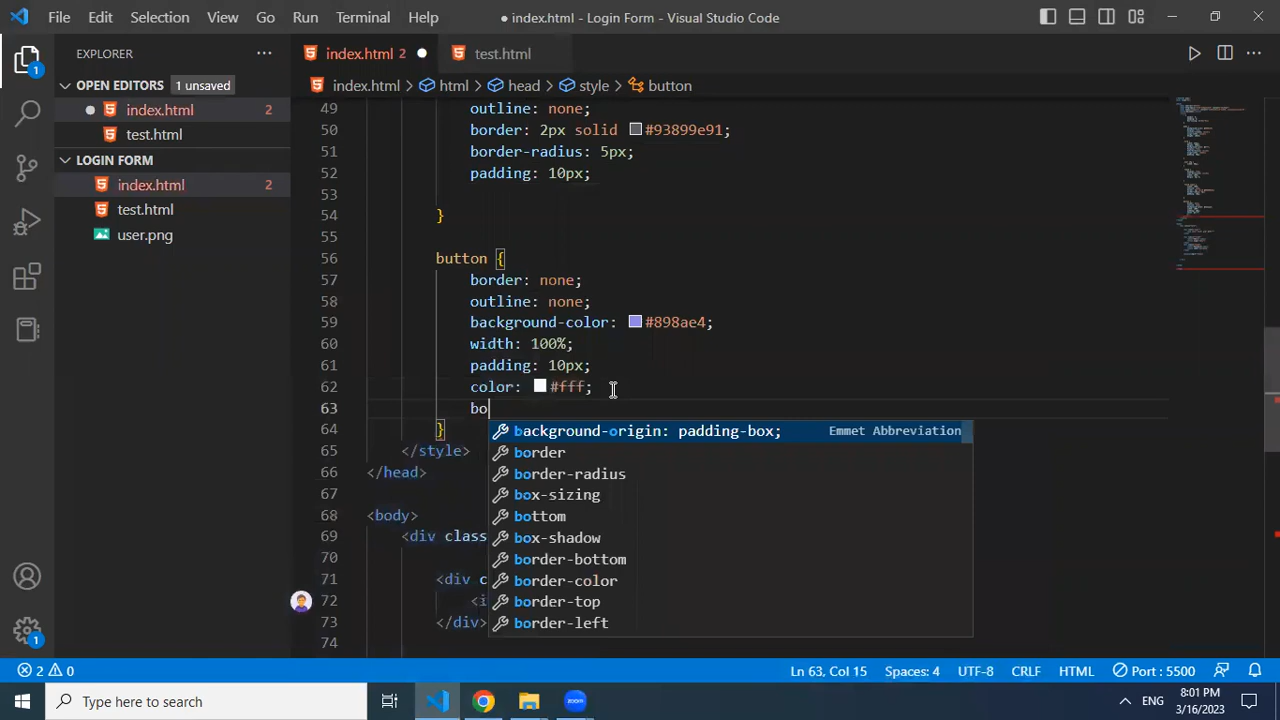 File Edit Selection View Go Run Terminal Help ● index.html - Login Form - Visual Studio Code
EXPLORER ···
index.html 2 ●
test.html
OPEN EDITORS 1 unsaved
● index.html 2
test.html
LOGIN FORM
index.html 2
test.html
user.png
index.html > html > head > style > button
49 outline: none;
50 border: 2px solid #93899e91;
51 border-radius: 5px;
52 padding: 10px;
53
54 }
55
56 button {
57 border: none;
58 outline: none;
59 background-color: #898ae4;
60 width: 100%;
61 padding: 10px;
62 color: #fff;
63 bo
64 }
65 </style>
66 </head>
67
68 <body>
69 <div class
70
71 <div c
72 <i
73 </div>
74
background-origin: padding-box; Emmet Abbreviation
border
border-radius
box-sizing
bottom
box-shadow
border-bottom
border-color
border-top
border-left
1
1
2 0 Ln 63, Col 15 Spaces: 4 UTF-8 CRLF HTML Port : 5500
Type here to search
zoom
ENG
8:01 PM
3/16/2023